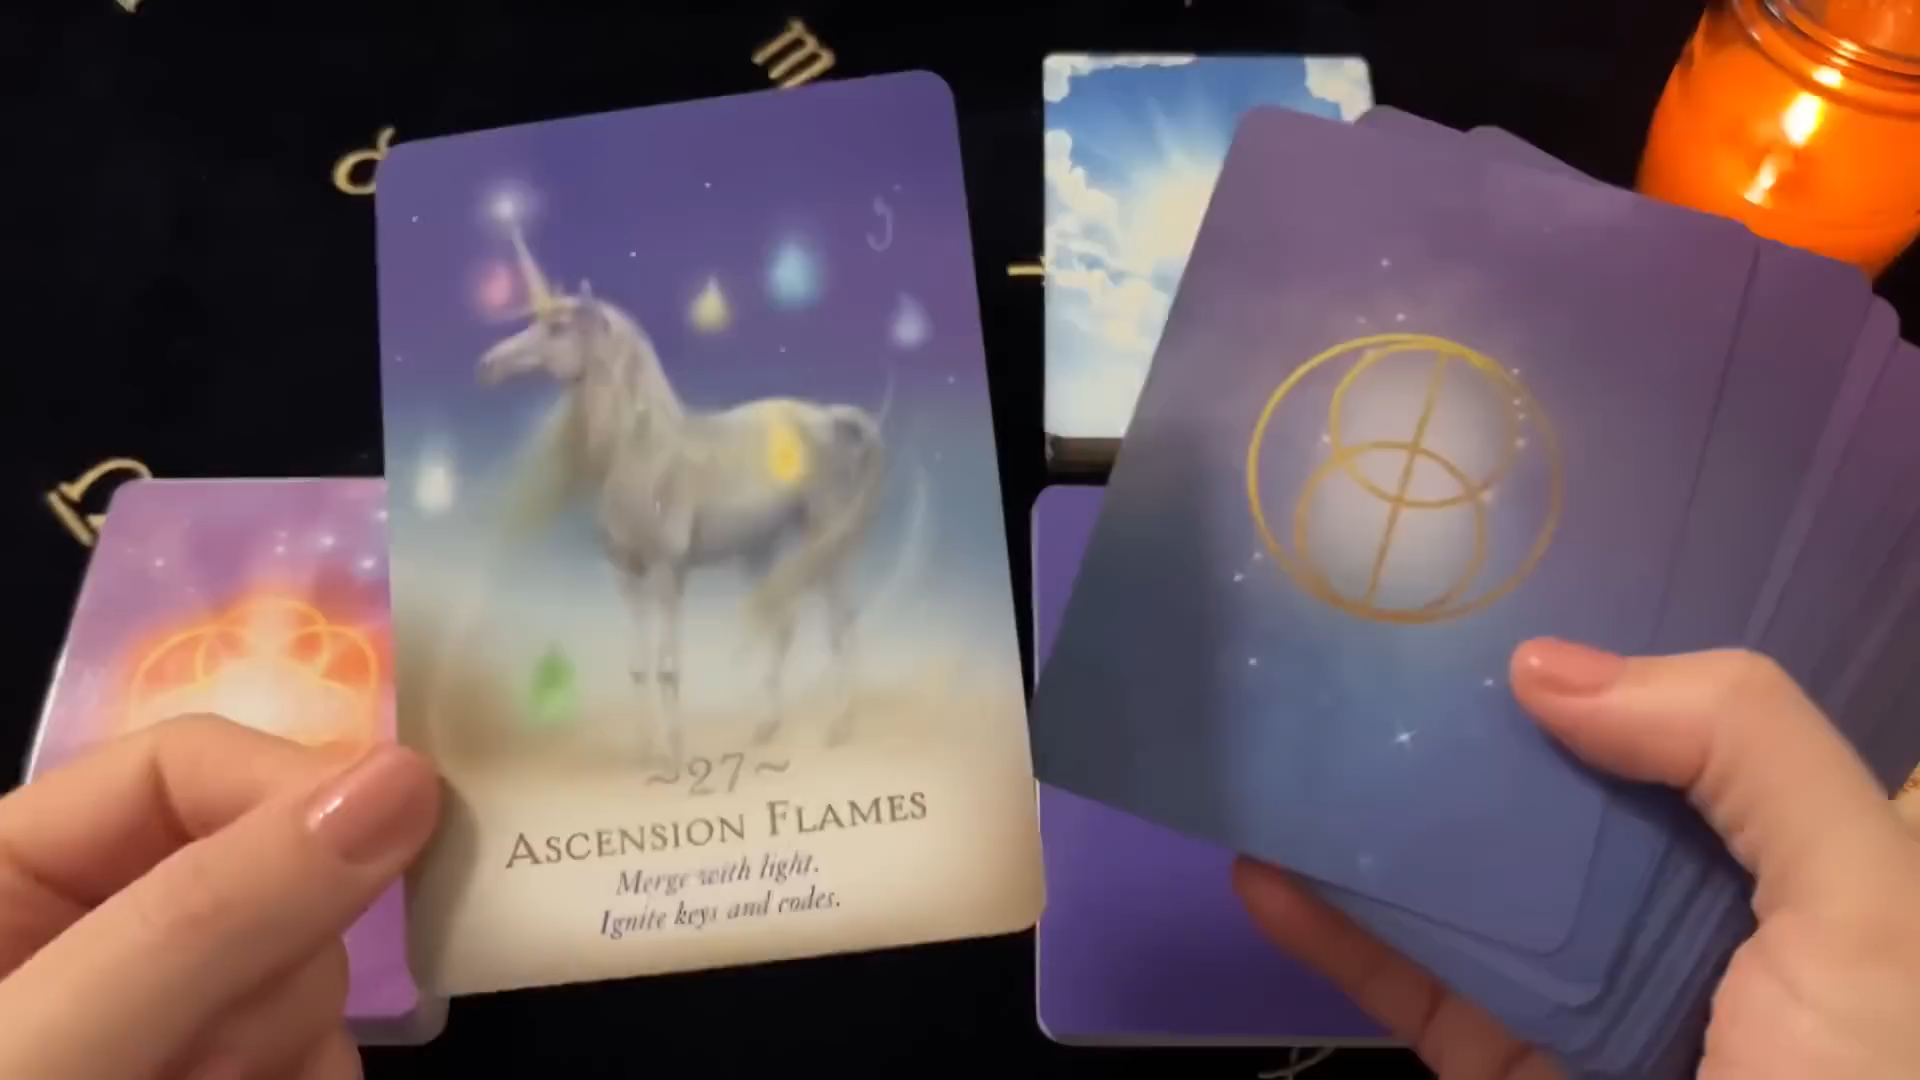 ~27~
ASCENSION FLAMES
Merge with light.
Ignite keys and codes.